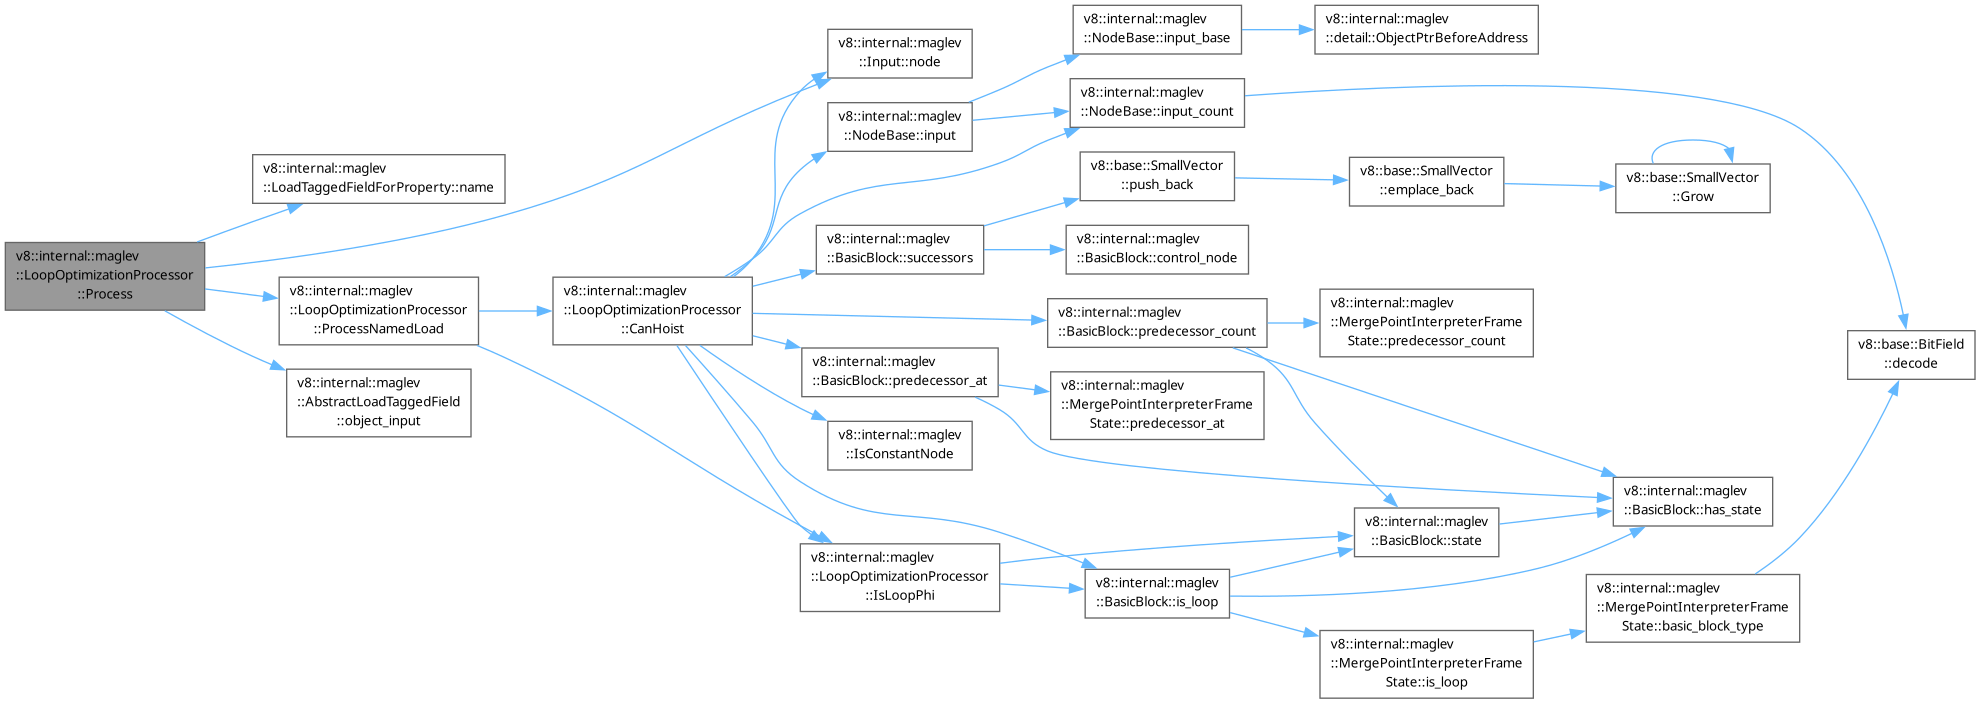 v8::internal::maglev
::LoopOptimizationProcessor
::Process
v8::internal::maglev
::LoadTaggedFieldForProperty::name
v8::internal::maglev
::LoopOptimizationProcessor
::ProcessNamedLoad
v8::internal::maglev
::AbstractLoadTaggedField
::object_input
v8::internal::maglev
::LoopOptimizationProcessor
::CanHoist
v8::internal::maglev
::Input::node
v8::internal::maglev
::NodeBase::input
v8::internal::maglev
::BasicBlock::successors
v8::internal::maglev
::BasicBlock::predecessor_at
v8::internal::maglev
::IsConstantNode
v8::internal::maglev
::LoopOptimizationProcessor
::IsLoopPhi
v8::internal::maglev
::NodeBase::input_base
v8::internal::maglev
::NodeBase::input_count
v8::base::SmallVector
::push_back
v8::internal::maglev
::BasicBlock::control_node
v8::internal::maglev
::BasicBlock::predecessor_count
v8::internal::maglev
::MergePointInterpreterFrame
State::predecessor_at
v8::internal::maglev
::BasicBlock::is_loop
v8::internal::maglev
::detail::ObjectPtrBeforeAddress
v8::base::SmallVector
::emplace_back
v8::internal::maglev
::MergePointInterpreterFrame
State::predecessor_count
v8::internal::maglev
::BasicBlock::state
v8::internal::maglev
::MergePointInterpreterFrame
State::is_loop
v8::base::SmallVector
::Grow
v8::internal::maglev
::BasicBlock::has_state
v8::internal::maglev
::MergePointInterpreterFrame
State::basic_block_type
v8::base::BitField
::decode